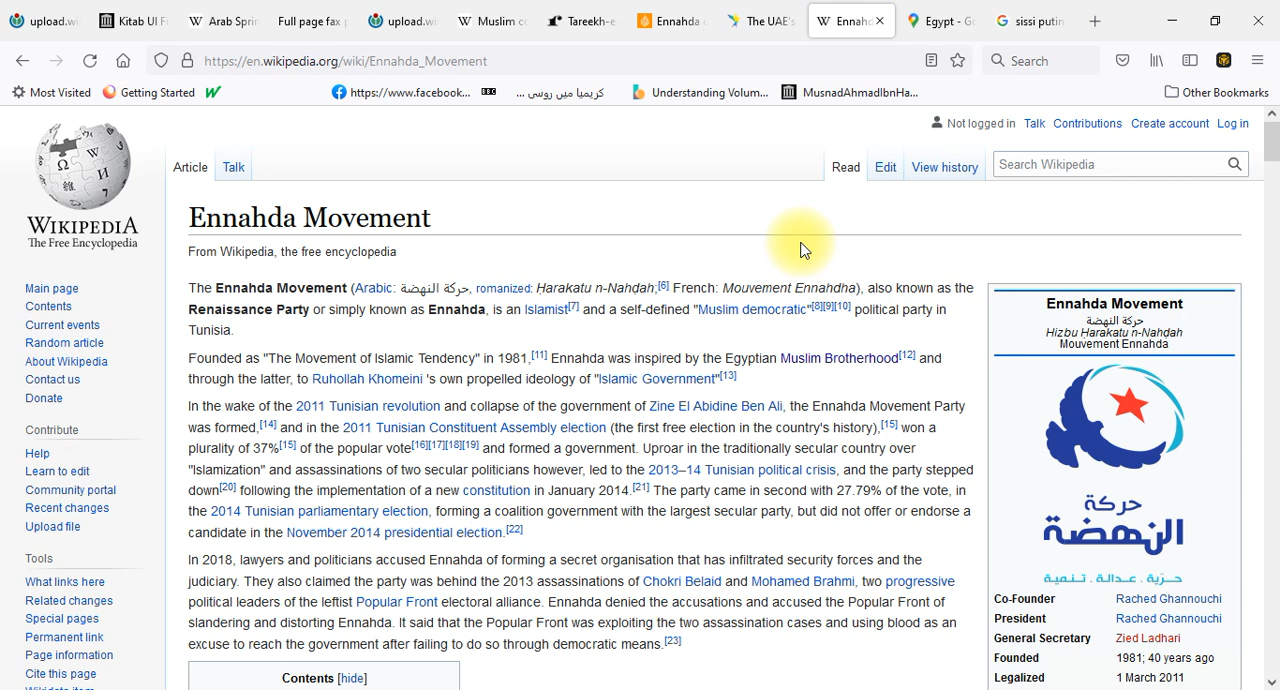 upload.wi
Kitab Ul Fi
Arab Sprin
Full page fax p
upload.wi
Muslim co
Tareekh-e
Ennahda
The UAE's
Ennahd
Egypt - Go
sissi putin
https://en.wikipedia.org/wiki/Ennahda_Movement
Search
Most Visited
Getting Started
https://www.facebook...
BBC
کریمیا میں روسی ...
Understanding Volum...
MusnadAhmadIbnHa...
Other Bookmarks
Not logged in Talk Contributions Create account Log in
Article Talk
Read Edit View history
Search Wikipedia
WIKIPEDIA
The Free Encyclopedia
Main page
Contents
Current events
Random article
About Wikipedia
Contact us
Donate
Contribute
Help
Learn to edit
Community portal
Recent changes
Upload file
Tools
What links here
Related changes
Special pages
Permanent link
Page information
Cite this page
Wikidata item
Ennahda Movement
From Wikipedia, the free encyclopedia
The Ennahda Movement (Arabic: حركة النهضة, romanized: Ḥarakatu n-Nahḍah;[6] French: Mouvement Ennahdha), also known as the
Renaissance Party or simply known as Ennahda, is an Islamist[7] and a self-defined "Muslim democratic"[8][9][10] political party in
Tunisia.
Founded as "The Movement of Islamic Tendency" in 1981,[11] Ennahda was inspired by the Egyptian Muslim Brotherhood[12] and
through the latter, to Ruhollah Khomeini 's own propelled ideology of "Islamic Government"[13]
In the wake of the 2011 Tunisian revolution and collapse of the government of Zine El Abidine Ben Ali, the Ennahda Movement Party
was formed,[14] and in the 2011 Tunisian Constituent Assembly election (the first free election in the country's history),[15] won a
plurality of 37%[15] of the popular vote[16][17][18][19] and formed a government. Uproar in the traditionally secular country over
"Islamization" and assassinations of two secular politicians however, led to the 2013–14 Tunisian political crisis, and the party stepped
down[20] following the implementation of a new constitution in January 2014.[21] The party came in second with 27.79% of the vote, in
the 2014 Tunisian parliamentary election, forming a coalition government with the largest secular party, but did not offer or endorse a
candidate in the November 2014 presidential election.[22]
In 2018, lawyers and politicians accused Ennahda of forming a secret organisation that has infiltrated security forces and the
judiciary. They also claimed the party was behind the 2013 assassinations of Chokri Belaid and Mohamed Brahmi, two progressive
political leaders of the leftist Popular Front electoral alliance. Ennahda denied the accusations and accused the Popular Front of
slandering and distorting Ennahda. It said that the Popular Front was exploiting the two assassination cases and using blood as an
excuse to reach the government after failing to do so through democratic means.[23]
Contents [hide]
Ennahda Movement
حركة النهضة
Hizbu Ḥarakatu n-Nahḍah
Mouvement Ennahda
حركة
النهضة
حرّية . عدالة . تنمية
Co-Founder Rached Ghannouchi
President Rached Ghannouchi
General Secretary Zied Ladhari
Founded 1981; 40 years ago
Legalized 1 March 2011